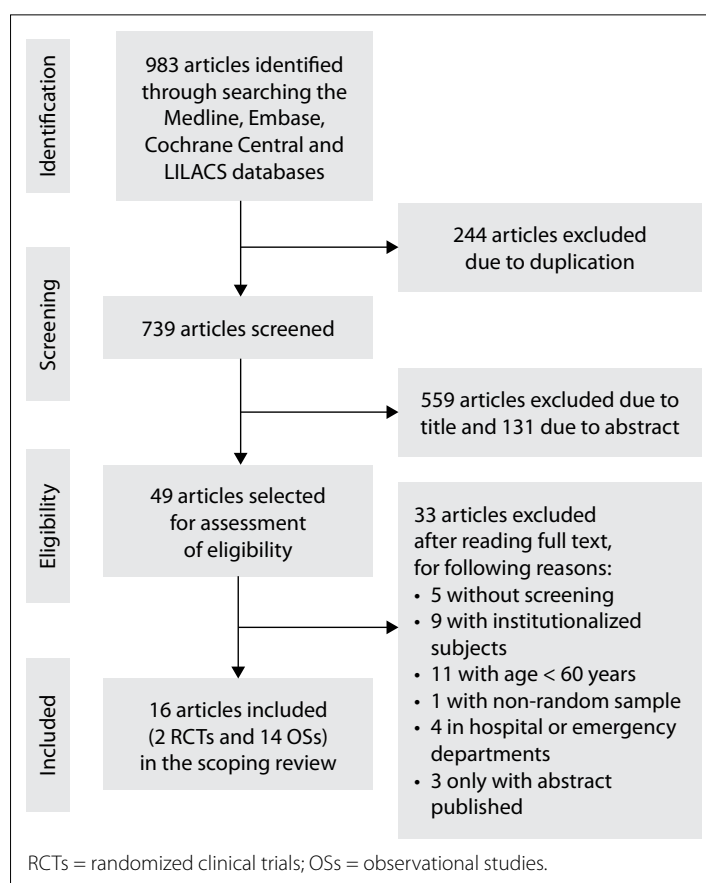 Identification
983 articles identified
through searching the
Medline, Embase,
Cochrane Central and
LILACS databases
244 articles excluded
due to duplication
Screening
739 articles screened
559 articles excluded due to
title and 131 due to abstract
Eligibility
49 articles selected
for assessment
of eligibility
33 articles excluded
after reading full text,
for following reasons:
• 5 without screening
• 9 with institutionalized
subjects
• 11 with age < 60 years
• 1 with non-random sample
• 4 in hospital or emergency
departments
• 3 only with abstract
published
Included
16 articles included
(2 RCTs and 14 OSs)
in the scoping review
RCTs = randomized clinical trials; OSs = observational studies.